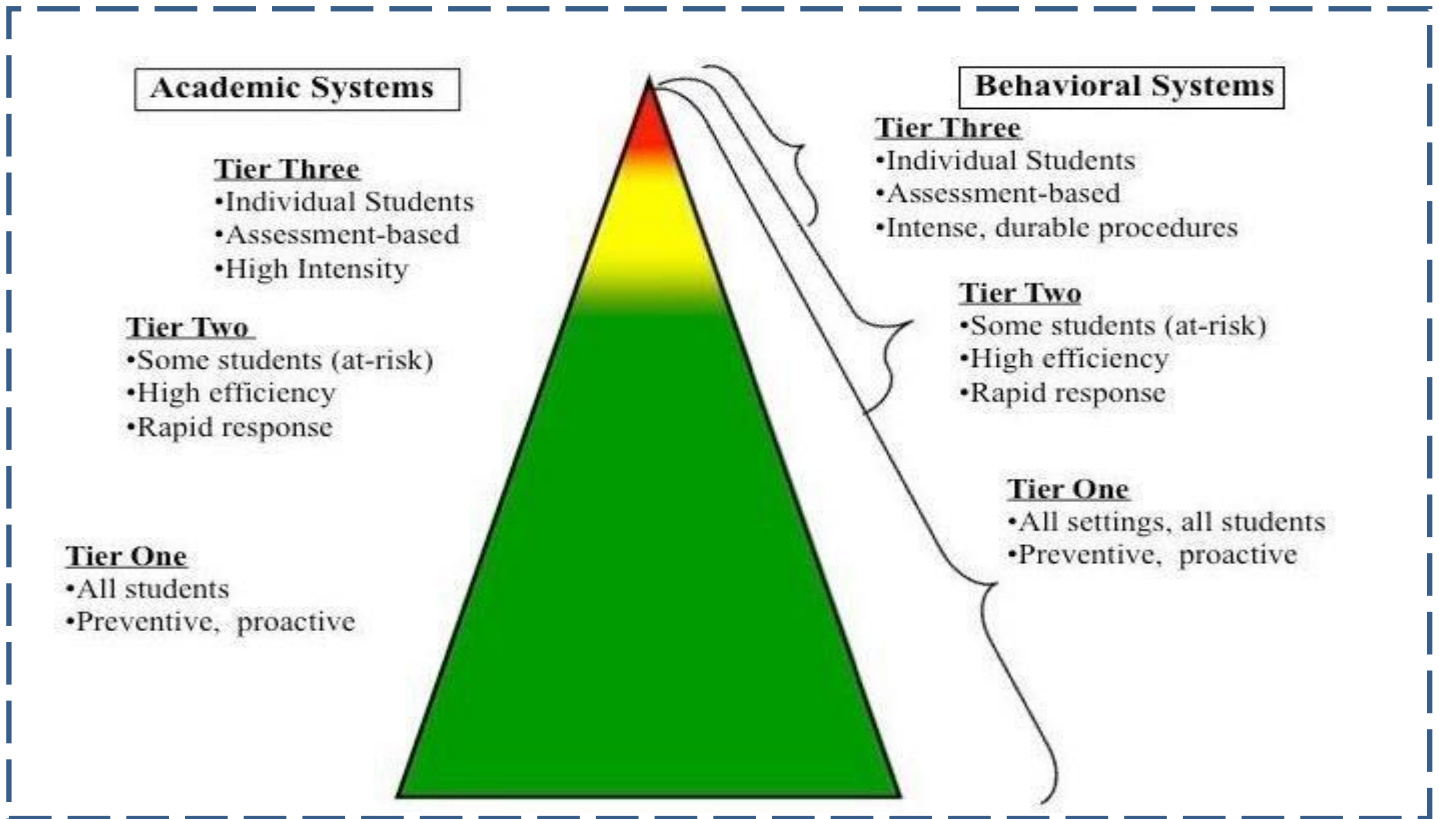 Academic Systems
Tier Three
•Individual Students
•Assessment-based
•High Intensity
Tier Two
•Some students (at-risk)
•High efficiency
•Rapid response
Tier One
•All students
•Preventive,  proactive
Behavioral Systems
Tier Three
•Individual Students
•Assessment-based
•Intense, durable procedures
Tier Two
•Some students (at-risk)
•High efficiency
•Rapid response
Tier One
•All settings, all students
•Preventive,  proactive